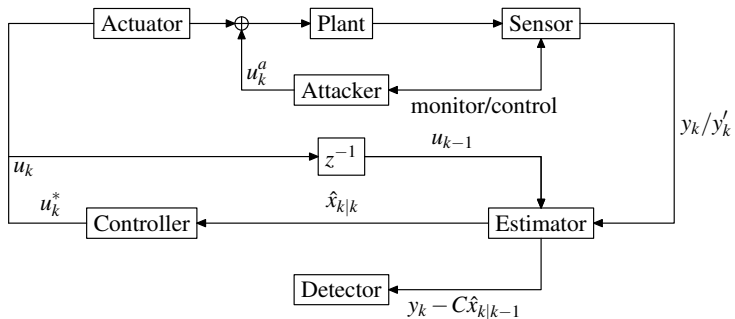 Actuator
Plant
Sensor
u_k^a
Attacker
monitor/control
y_k/y'_k
u_k
z^{-1}
u_{k-1}
u_k^*
Controller
\hat{x}_{k|k}
Estimator
Detector
y_k − C\hat{x}_{k|k-1}